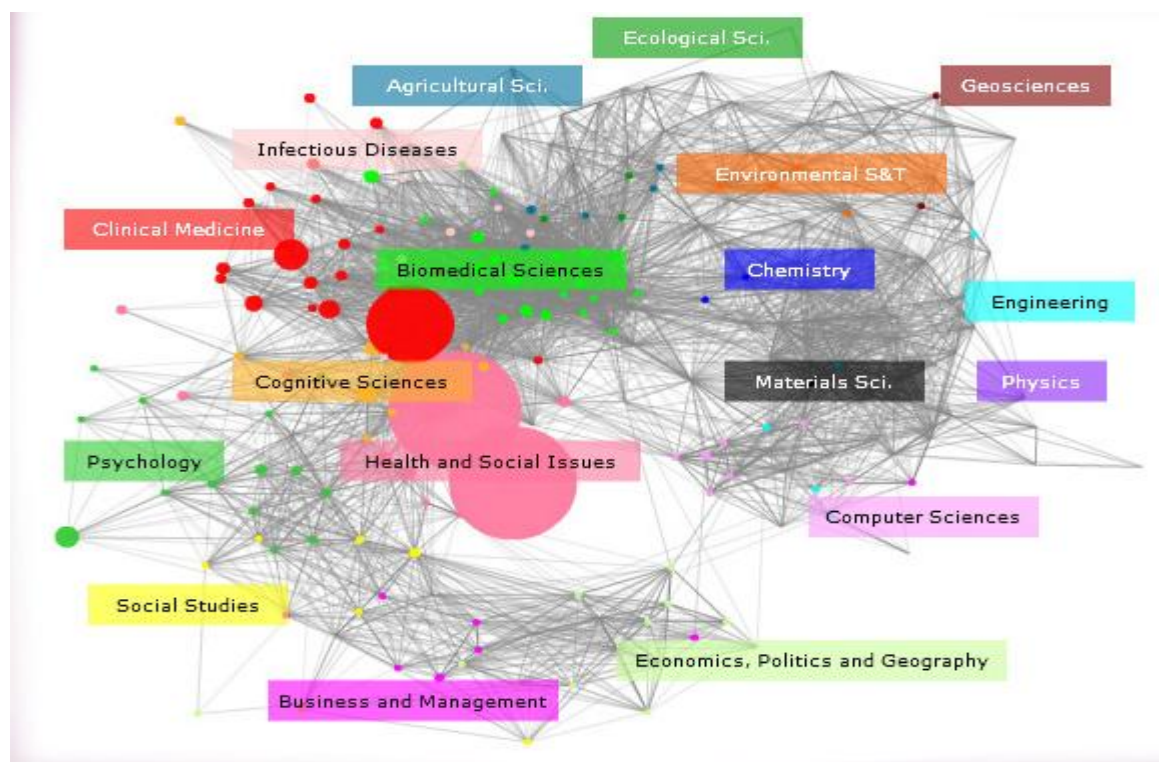 Ecological Sci.
Agricultural Sci.
Geosciences
Infectious Diseases
Environmental S&T
Clinical Medicine
Biomedical Sciences
Chemistry
Engineering
Cognitive Sciences
Materials Sci.
Physics
Psychology
Health and Social Issues
Computer Sciences
Social Studies
Economics, Politics and Geography
Business and Management